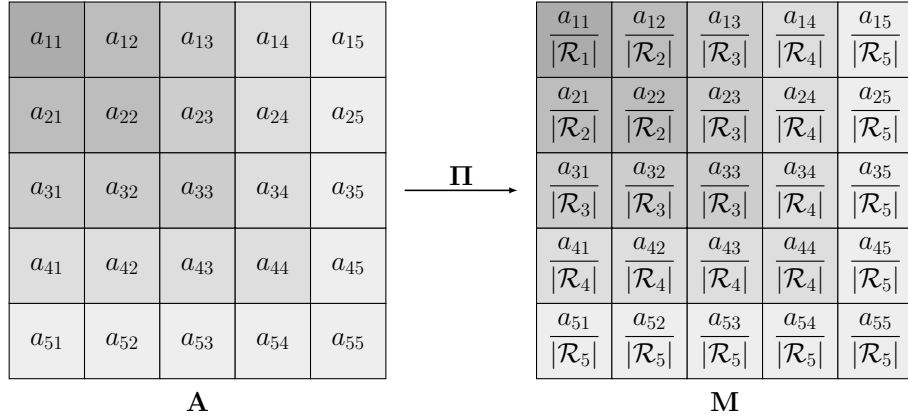 a₁₁ a₁₂ a₁₃ a₁₄ a₁₅
a₂₁ a₂₂ a₂₃ a₂₄ a₂₅
a₃₁ a₃₂ a₃₃ a₃₄ a₃₅
a₄₁ a₄₂ a₄₃ a₄₄ a₄₅
a₅₁ a₅₂ a₅₃ a₅₄ a₅₅
A
Π
a₁₁/|ℛ₁| a₁₂/|ℛ₂| a₁₃/|ℛ₃| a₁₄/|ℛ₄| a₁₅/|ℛ₅|
a₂₁/|ℛ₂| a₂₂/|ℛ₂| a₂₃/|ℛ₃| a₂₄/|ℛ₄| a₂₅/|ℛ₅|
a₃₁/|ℛ₃| a₃₂/|ℛ₃| a₃₃/|ℛ₃| a₃₄/|ℛ₄| a₃₅/|ℛ₅|
a₄₁/|ℛ₄| a₄₂/|ℛ₄| a₄₃/|ℛ₄| a₄₄/|ℛ₄| a₄₅/|ℛ₅|
a₅₁/|ℛ₅| a₅₂/|ℛ₅| a₅₃/|ℛ₅| a₅₄/|ℛ₅| a₅₅/|ℛ₅|
M